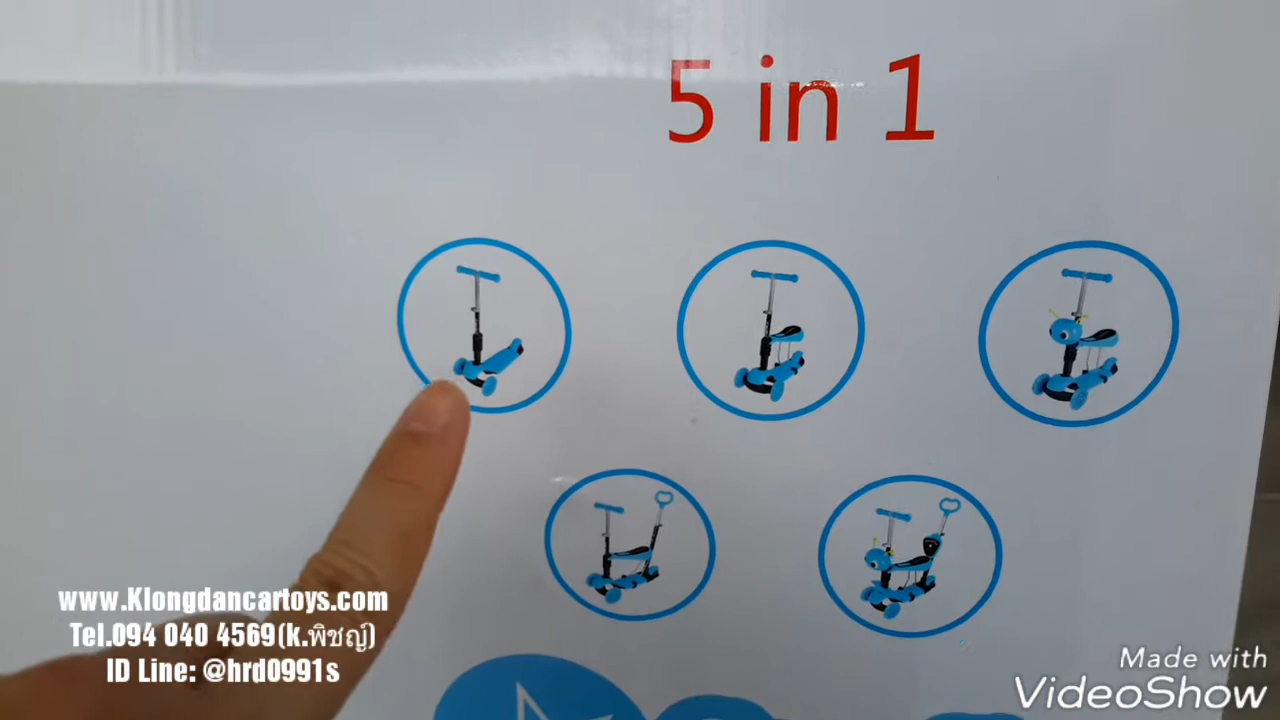 5 in 1
www.Klongdancartoys.com
Tel.094 040 4569(k.พิชญ์)
ID Line: @hrd0991s
Made with
VideoShow